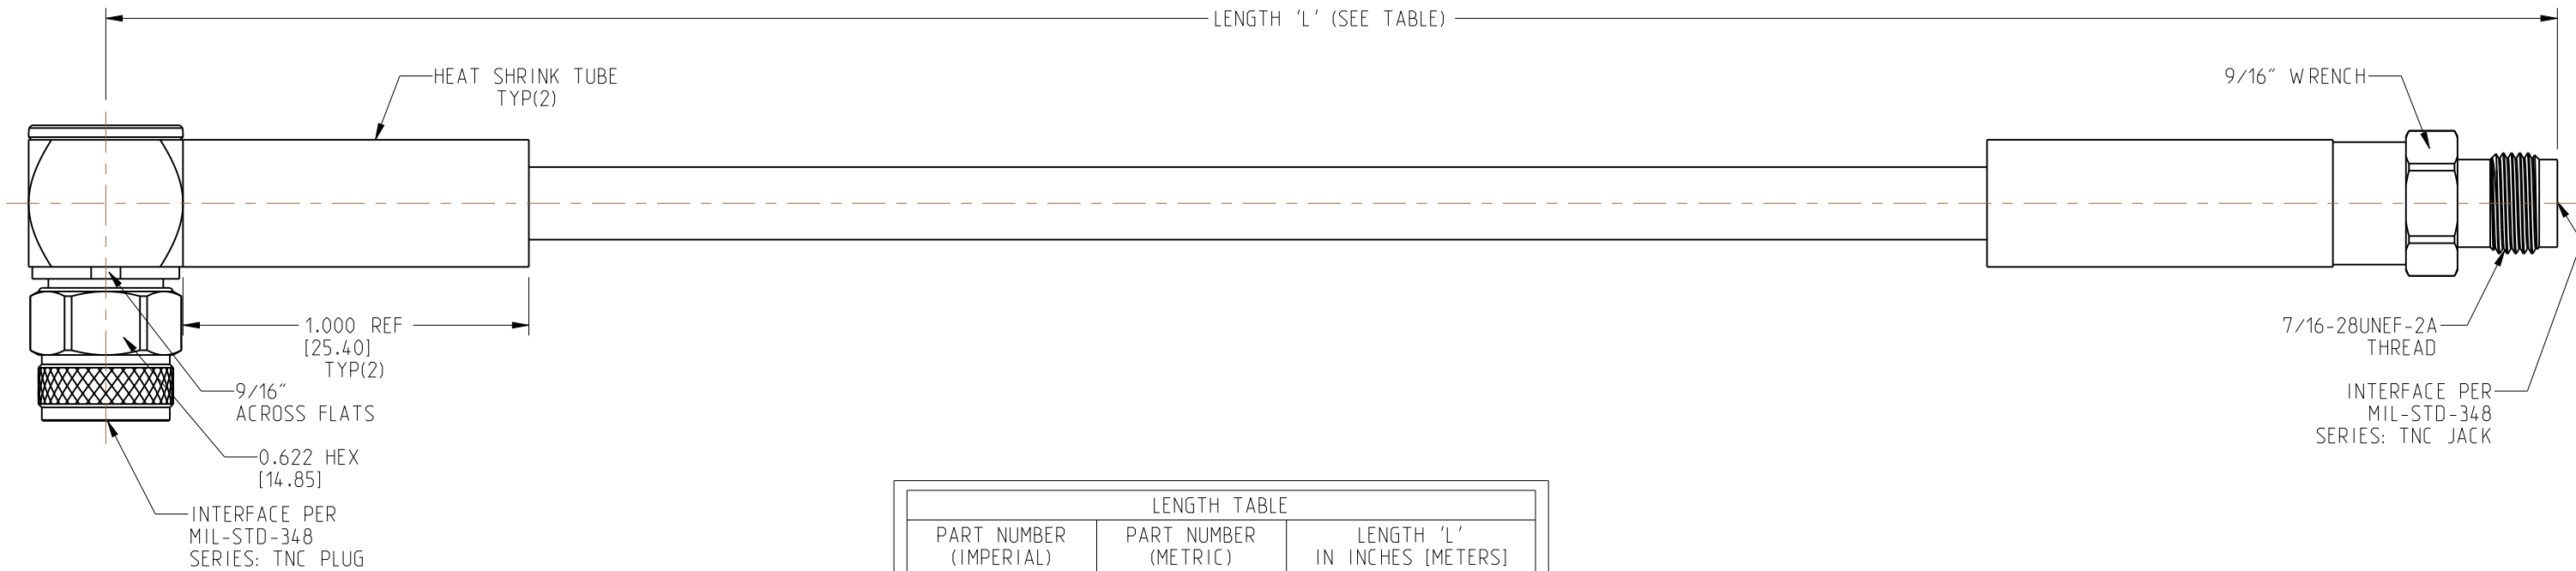 LENGTH 'L' (SEE TABLE)
HEAT SHRINK TUBE
TYP(2)
9/16" WRENCH
1.000 REF
[25.40]
TYP(2)
9/16"
ACROSS FLATS
0.622 HEX
[14.85]
INTERFACE PER
MIL-STD-348
SERIES: TNC PLUG
7/16-28UNEF-2A
THREAD
INTERFACE PER
MIL-STD-348
SERIES: TNC JACK
LENGTH TABLE
PART NUMBER
(IMPERIAL)
PART NUMBER
(METRIC)
LENGTH 'L'
IN INCHES [METERS]